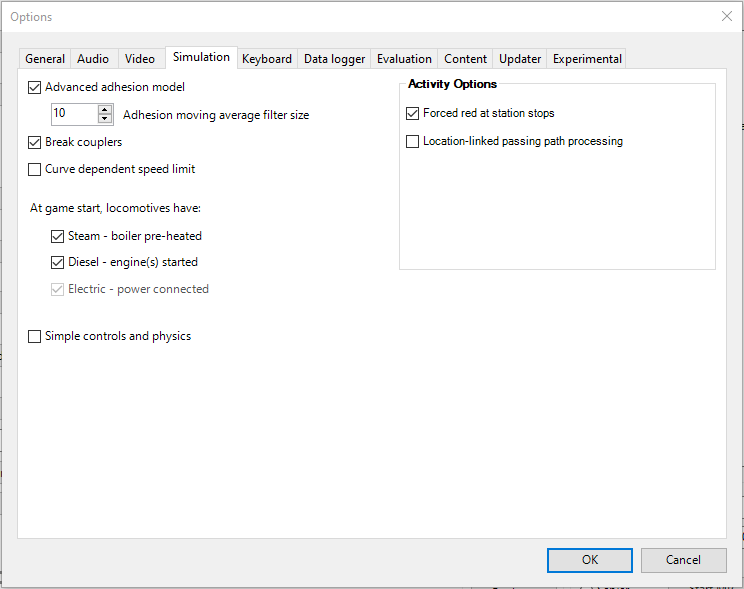 Options
General Audio Video Simulation Keyboard Data logger Evaluation Content Updater Experimental
Advanced adhesion model
10 Adhesion moving average filter size
Break couplers
Curve dependent speed limit
At game start, locomotives have:
Steam - boiler pre-heated
Diesel - engine(s) started
Electric - power connected
Simple controls and physics
Activity Options
Forced red at station stops
Location-linked passing path processing
OK Cancel